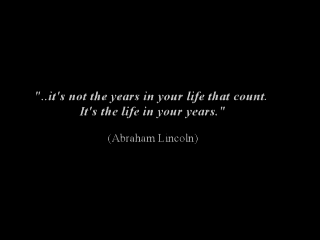 "..it's not the years in your life that count.
It's the life in your years."
(Abraham Lincoln)